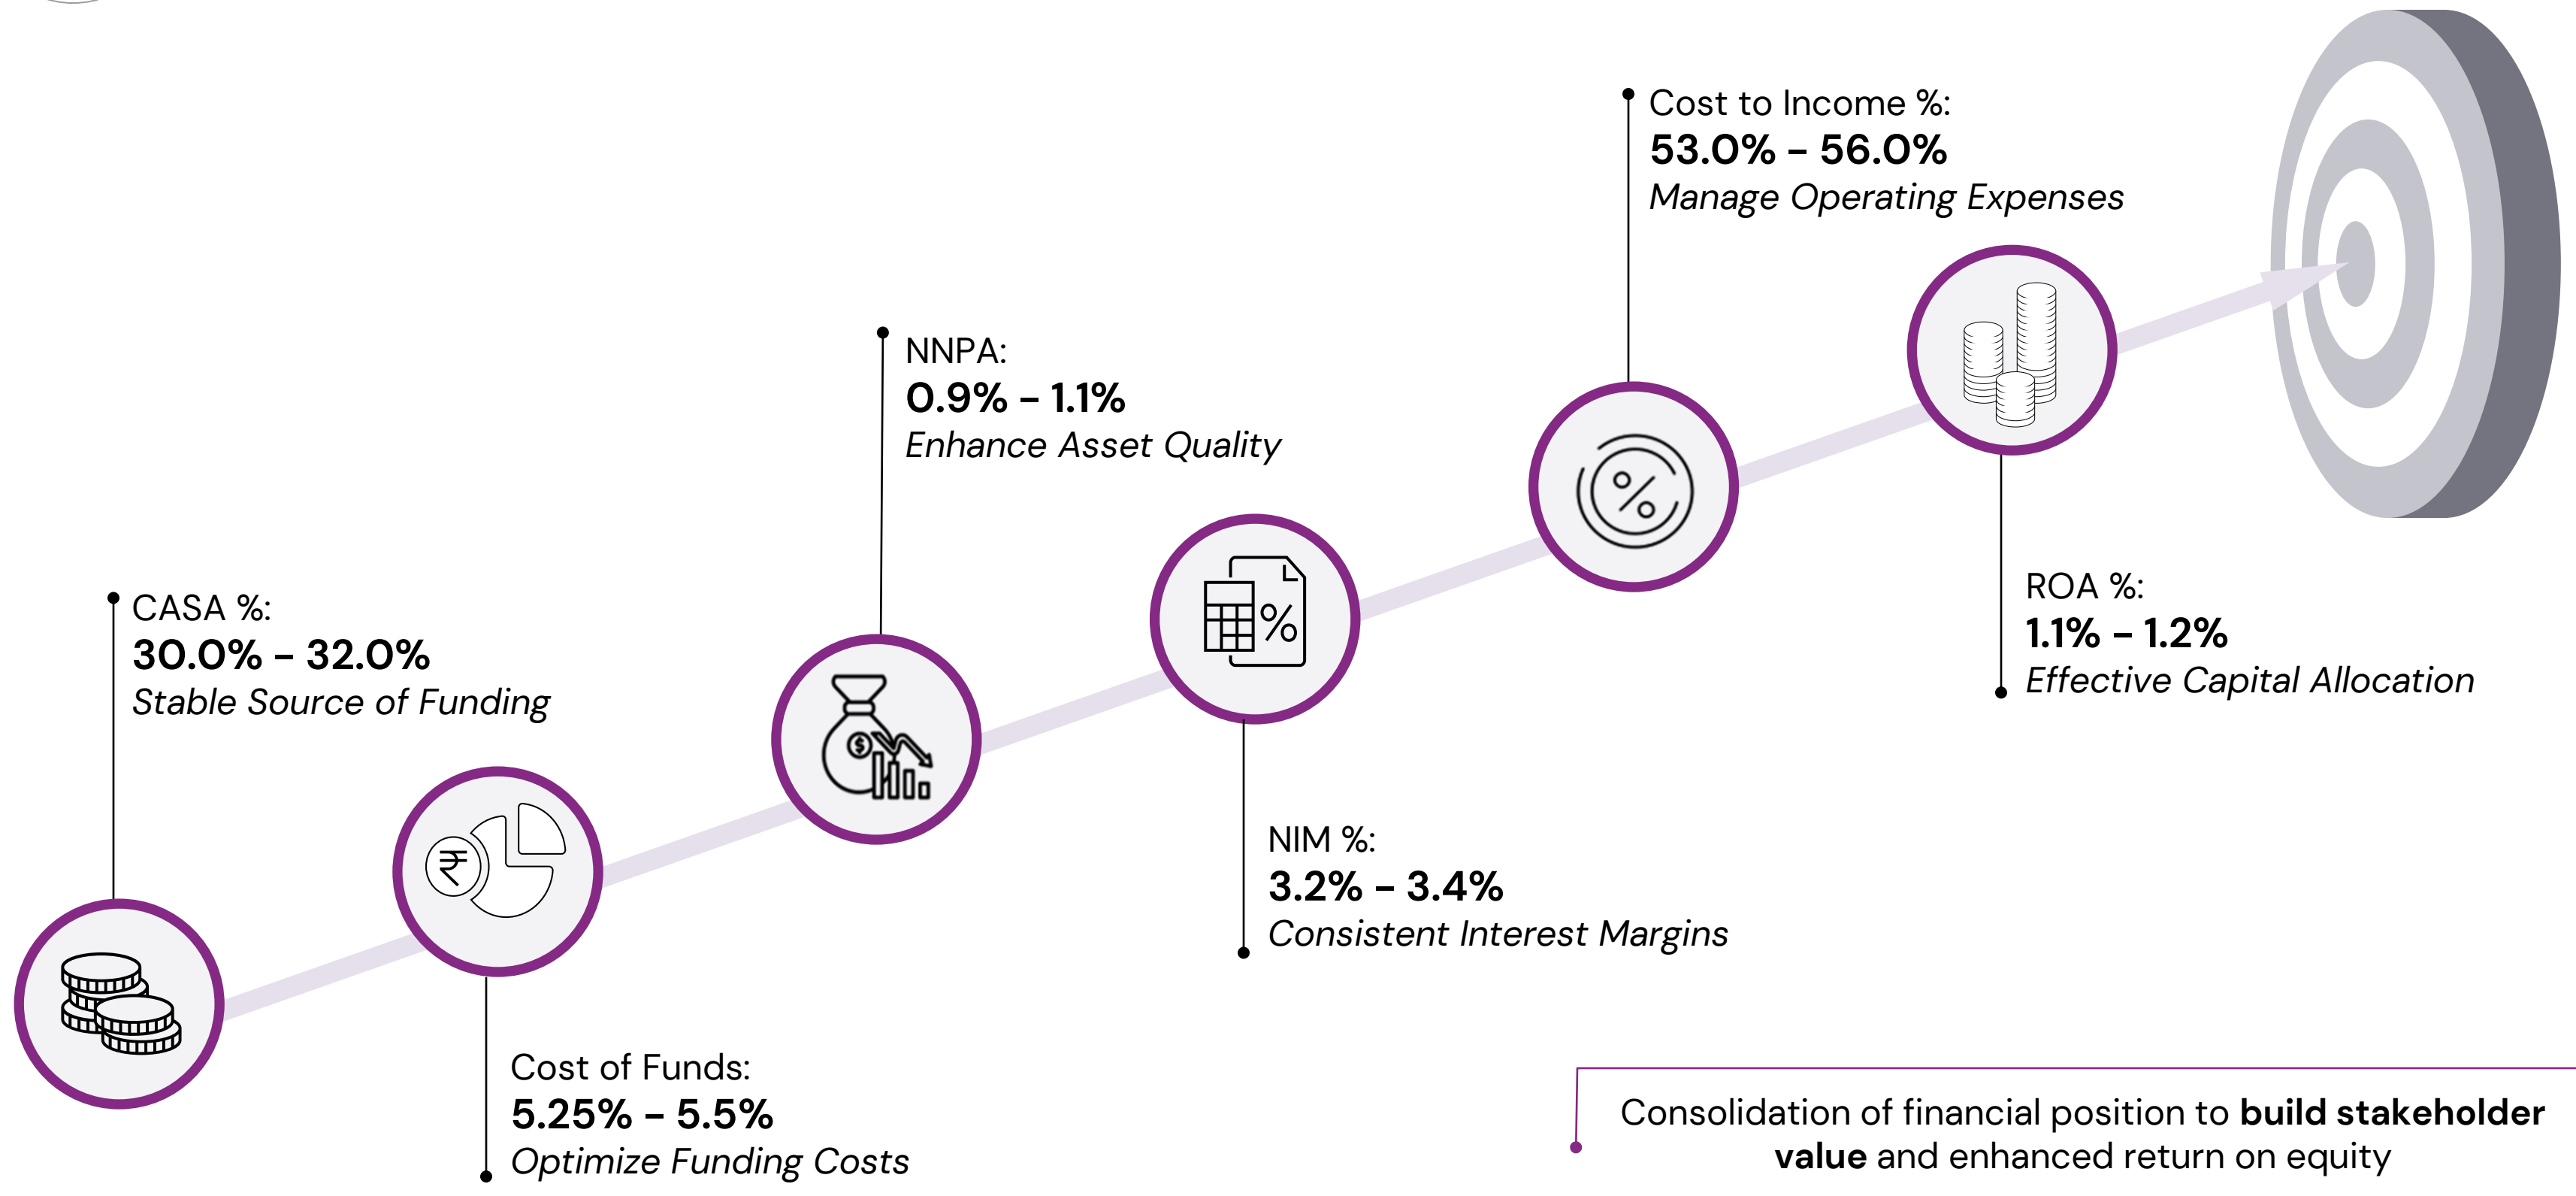 Cost to Income %:
53.0% – 56.0%
Manage Operating Expenses
NNPA:
0.9% – 1.1%
Enhance Asset Quality
CASA %:
30.0% – 32.0%
Stable Source of Funding
ROA %:
1.1% – 1.2%
Effective Capital Allocation
NIM %:
3.2% – 3.4%
Consistent Interest Margins
Cost of Funds:
5.25% – 5.5%
Optimize Funding Costs
Consolidation of financial position to build stakeholder
value and enhanced return on equity